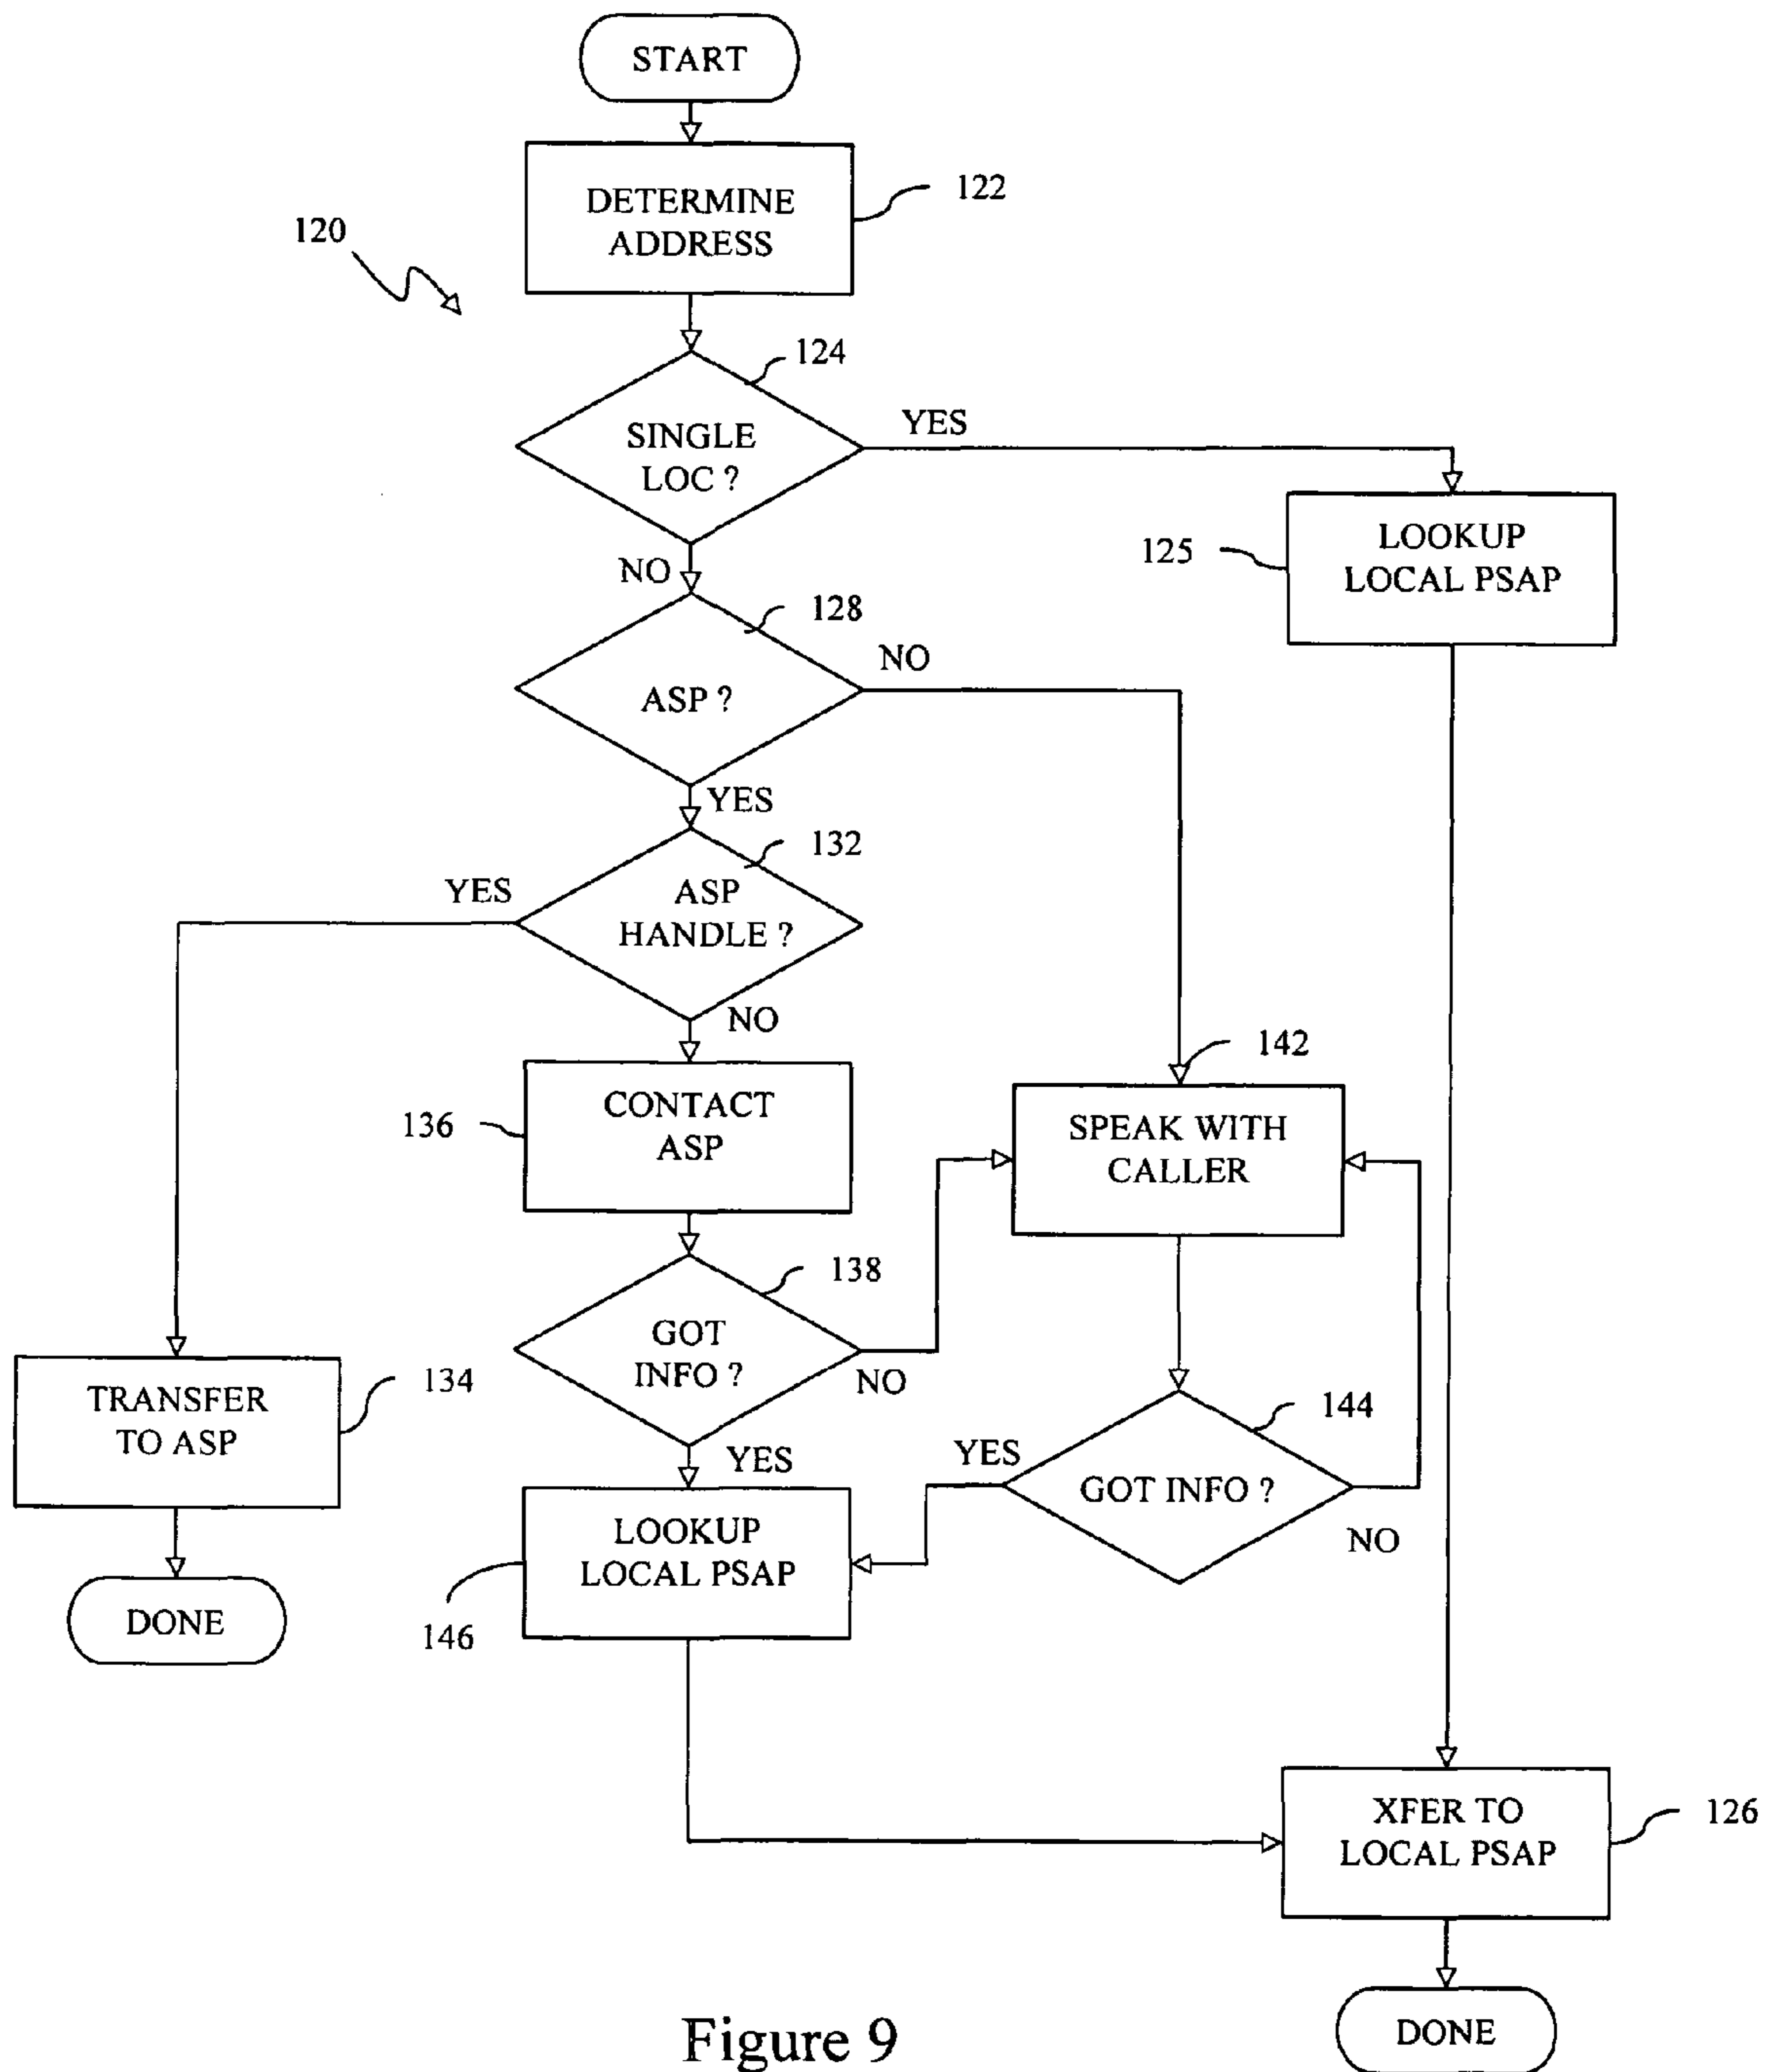 START
DETERMINE
ADDRESS
122
120
124
SINGLE
LOC ?
YES
NO
LOOKUP
LOCAL PSAP
125
128
ASP ?
NO
YES
132
ASP
HANDLE ?
YES
NO
CONTACT
ASP
136
142
SPEAK WITH
CALLER
138
GOT
INFO ?
NO
YES
TRANSFER
TO ASP
134
144
GOT INFO ?
YES
NO
LOOKUP
LOCAL PSAP
146
DONE
XFER TO
LOCAL PSAP
126
DONE
Figure 9